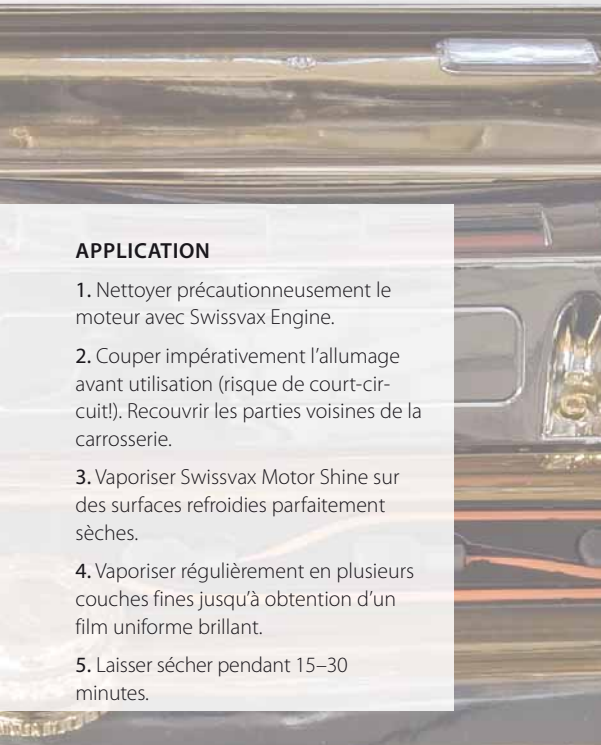 APPLICATION
1. Nettoyer précautionneusement le
moteur avec Swissvax Engine.
2. Couper impérativement l’allumage
avant utilisation (risque de court-cir-
cuit!). Recouvrir les parties voisines de la
carrosserie.
3. Vaporiser Swissvax Motor Shine sur
des surfaces refroidies parfaitement
sèches.
4. Vaporiser régulièrement en plusieurs
couches fines jusqu’à obtention d’un
film uniforme brillant.
5. Laisser sécher pendant 15–30
minutes.